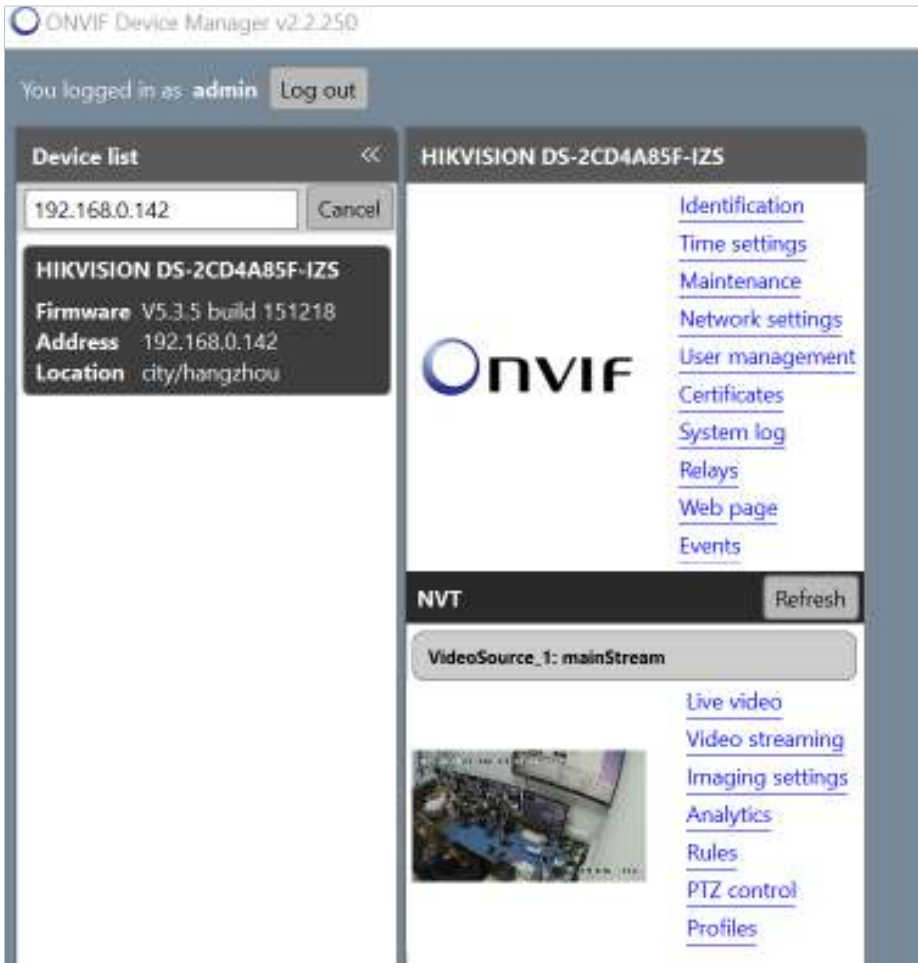 ONVIF Device Manager v2.2.250
You logged in as admin Log out
Device list
192.168.0.142 Cancel
HIKVISION DS-2CD4A85F-IZS
Firmware V5.3.5 build 151218
Address 192.168.0.142
Location city/hangzhou
HIKVISION DS-2CD4A85F-IZS
ONVIF
Identification
Time settings
Maintenance
Network settings
User management
Certificates
System log
Relays
Web page
Events
NVT Refresh
VideoSource_1: mainStream
Live video
Video streaming
Imaging settings
Analytics
Rules
PTZ control
Profiles